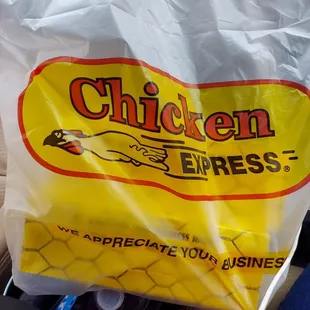 Chicken
EXPRESS®
WE APPRECIATE YOUR BUSINESS